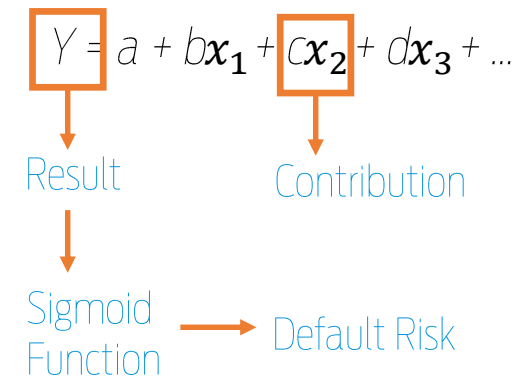 Y = a + bx₁ + cx₂ + dx₃ + ...
Result
Contribution
Sigmoid
Function
Default Risk